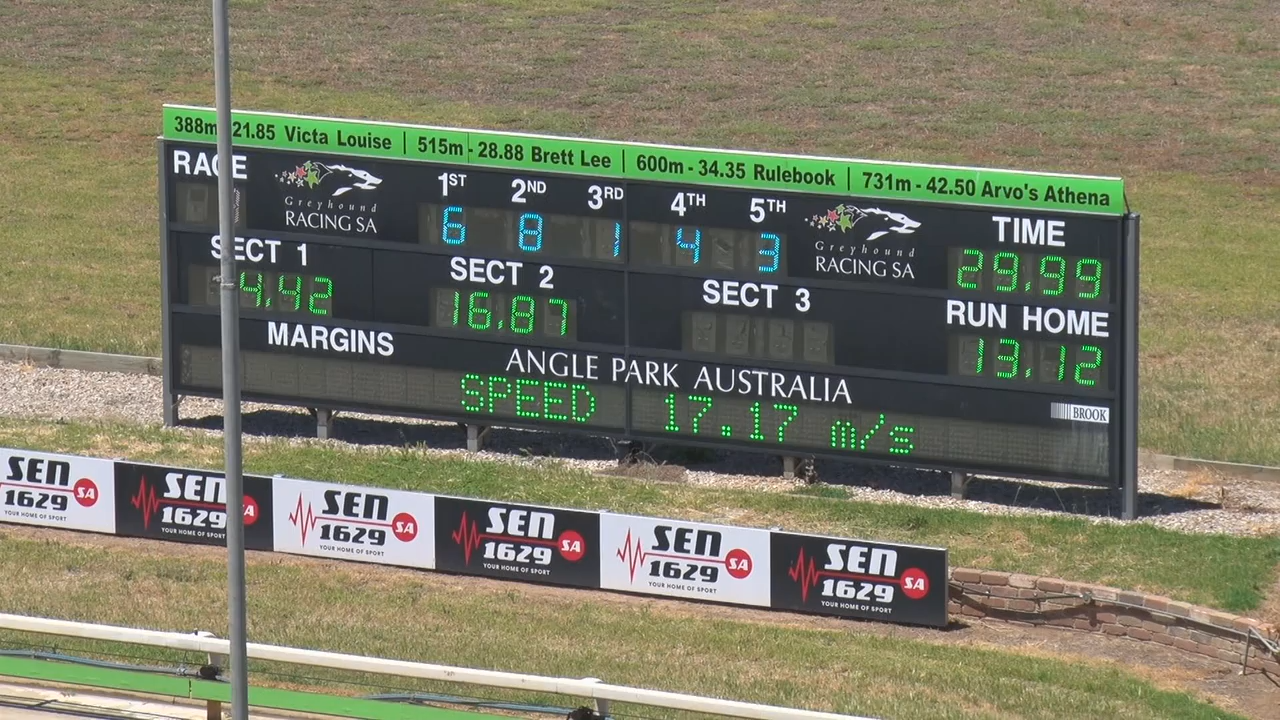 388m 21.85 Victa Louise | 515m - 28.88 Brett Lee | 600m - 34.35 Rulebook | 731m - 42.50 Arvo's Athena
RACE
Greyhound
RACING SA
1ST 2ND 3RD 4TH 5TH
6 8 1 4 3
Greyhound
RACING SA
TIME
29.99
SECT 1
4.42
SECT 2
16.87
SECT 3
RUN HOME
13.12
MARGINS
ANGLE PARK AUSTRALIA
BROOK
SPEED 17.17 m/s
SEN
1629
SA
YOUR HOME OF SPORT
SEN
1629
SA
YOUR HOME OF SPORT
SEN
1629
SA
YOUR HOME OF SPORT
SEN
1629
SA
YOUR HOME OF SPORT
SEN
1629
SA
YOUR HOME OF SPORT
SEN
1629
SA
YOUR HOME OF SPORT